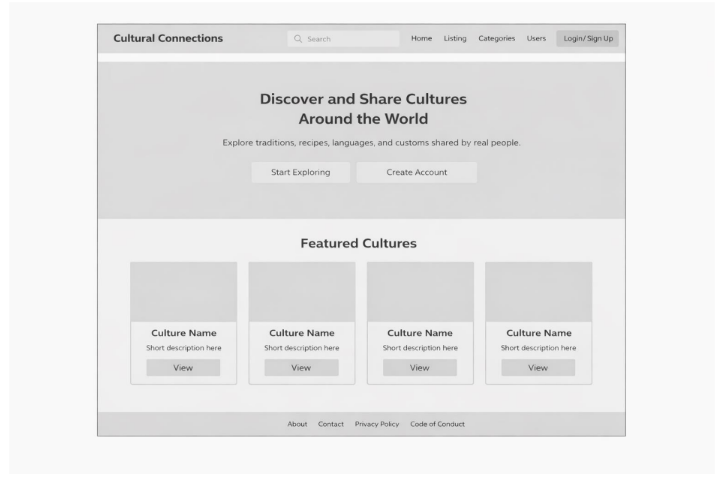 Cultural Connections Search Home Listing Categories Users Login/ Sign Up
Discover and Share Cultures
Around the World
Explore traditions, recipes, languages, and customs shared by real people.
Start Exploring Create Account
Featured Cultures
Culture Name Culture Name Culture Name Culture Name
Short description here Short description here Short description here Short description here
View View View View
About Contact Privacy Policy Code of Conduct